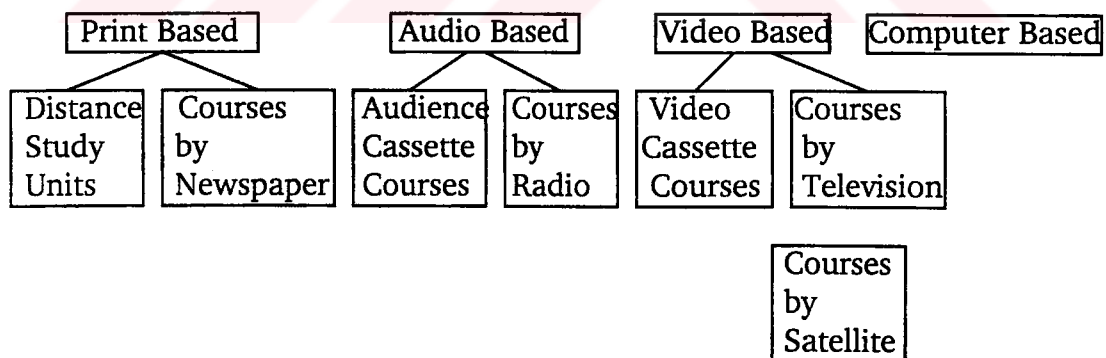 Print Based
Audio Based
Video Based
Computer Based
Distance
Study
Units
Courses
by
Newspaper
Audience
Cassette
Courses
Courses
by
Radio
Video
Cassette
Courses
Courses
by
Television
Courses
by
Satellite